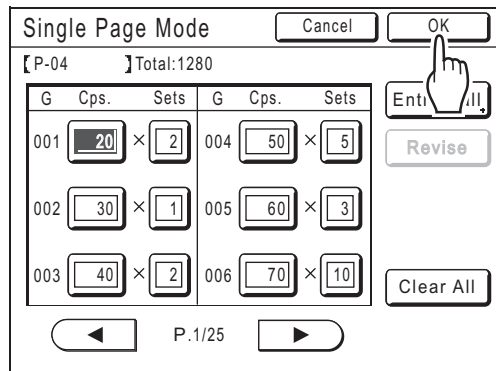 Single Page Mode Cancel OK
【P-04 】Total:1280
G Cps. Sets G Cps. Sets
001 20 × 2 004 50 × 5
Revise
002 30 × 1 005 60 × 3
003 40 × 2 006 70 × 10
Clear All
◀ P.1/25 ▶